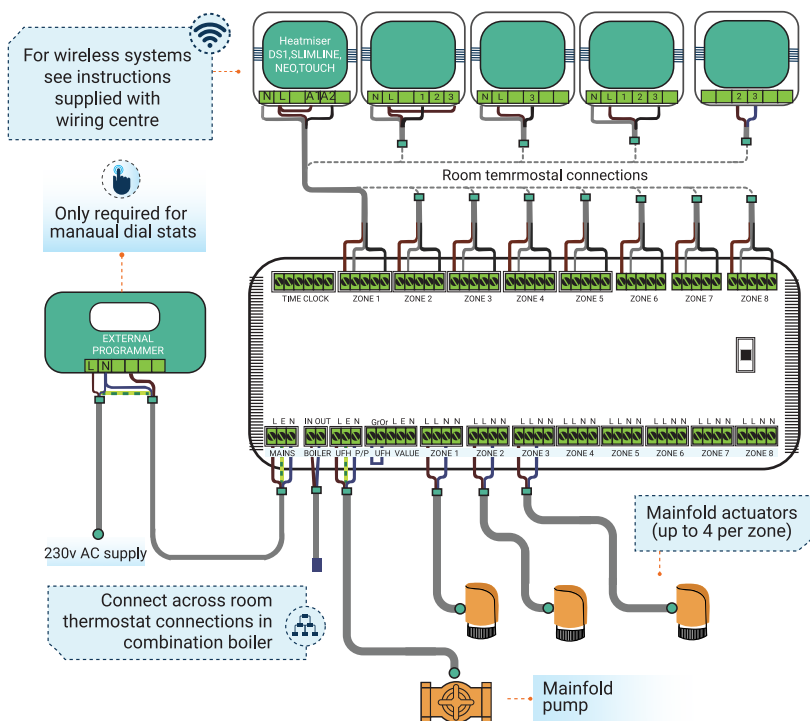 Heatmiser
DS1,SLIMLINE,
NEO,TOUCH
N L A1 A2
N L 1 2 3
N L 3
N L 1 2 3
2 3
For wireless systems
see instructions
supplied with
wiring centre
Room temrmostal connections
Only required for
manaual dial stats
EXTERNAL
PROGRAMMER
L N
TIME CLOCK ZONE 1 ZONE 2 ZONE 3 ZONE 4 ZONE 5 ZONE 6 ZONE 7 ZONE 8
L E N IN OUT L E N GrOr L E N L L N N L L N N L L N N L L N N L L N N L L N N L L N N L L N N
MAINS BOILER UFH P/P UFH VALUE ZONE 1 ZONE 2 ZONE 3 ZONE 4 ZONE 5 ZONE 6 ZONE 7 ZONE 8
230v AC supply
Mainfold actuators
(up to 4 per zone)
Connect across room
thermostat connections in
combination boiler
Mainfold
pump